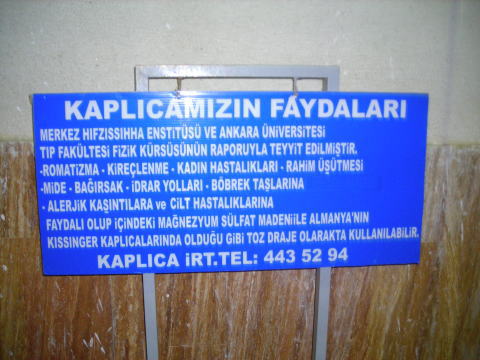 KAPLICAMIZIN FAYDALARI
MERKEZ HIFZISSIHHA ENSTİTÜSÜ VE ANKARA ÜNİVERSİTESİ
TIP FAKÜLTESİ FİZİK KÜRSÜSÜNÜN RAPORUYLA TEYYİT EDİLMİŞTİR.
-ROMATİZMA - KİREÇLENME - KADIN HASTALIKLARI - RAHİM ÜŞÜTMESİ
-MİDE - BAĞIRSAK - İDRAR YOLLARI - BÖBREK TAŞLARINA
- ALERJİK KAŞINTILARA ve CİLT HASTALIKLARINA
FAYDALI OLUP İÇİNDEKİ MAĞNEZYUM SÜLFAT MADENİİLE ALMANYA'NIN
KISSINGER KAPLICALARINDA OLDUĞU GİBİ TOZ DRAJE OLARAKTA KULLANILABİLİR.
KAPLICA İRT.TEL: 443 52 94